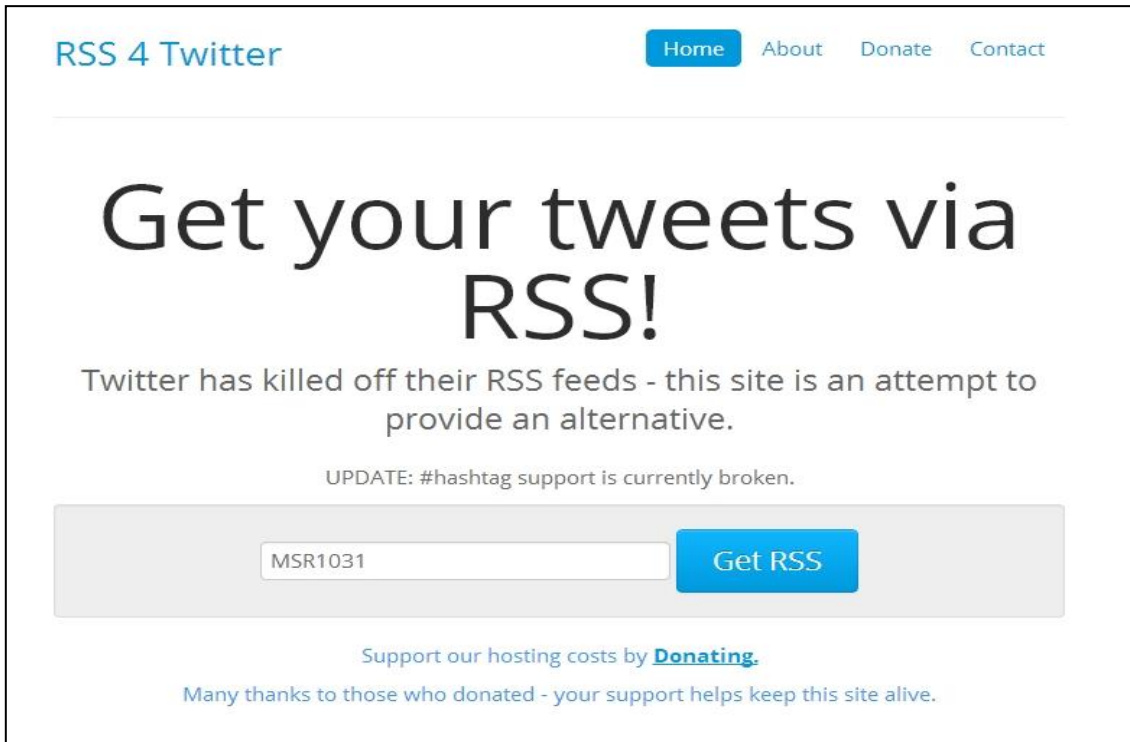 RSS 4 Twitter
Home About Donate Contact
Get your tweets via
RSS!
Twitter has killed off their RSS feeds - this site is an attempt to
provide an alternative.
UPDATE: #hashtag support is currently broken.
MSR1031 Get RSS
Support our hosting costs by Donating.
Many thanks to those who donated - your support helps keep this site alive.